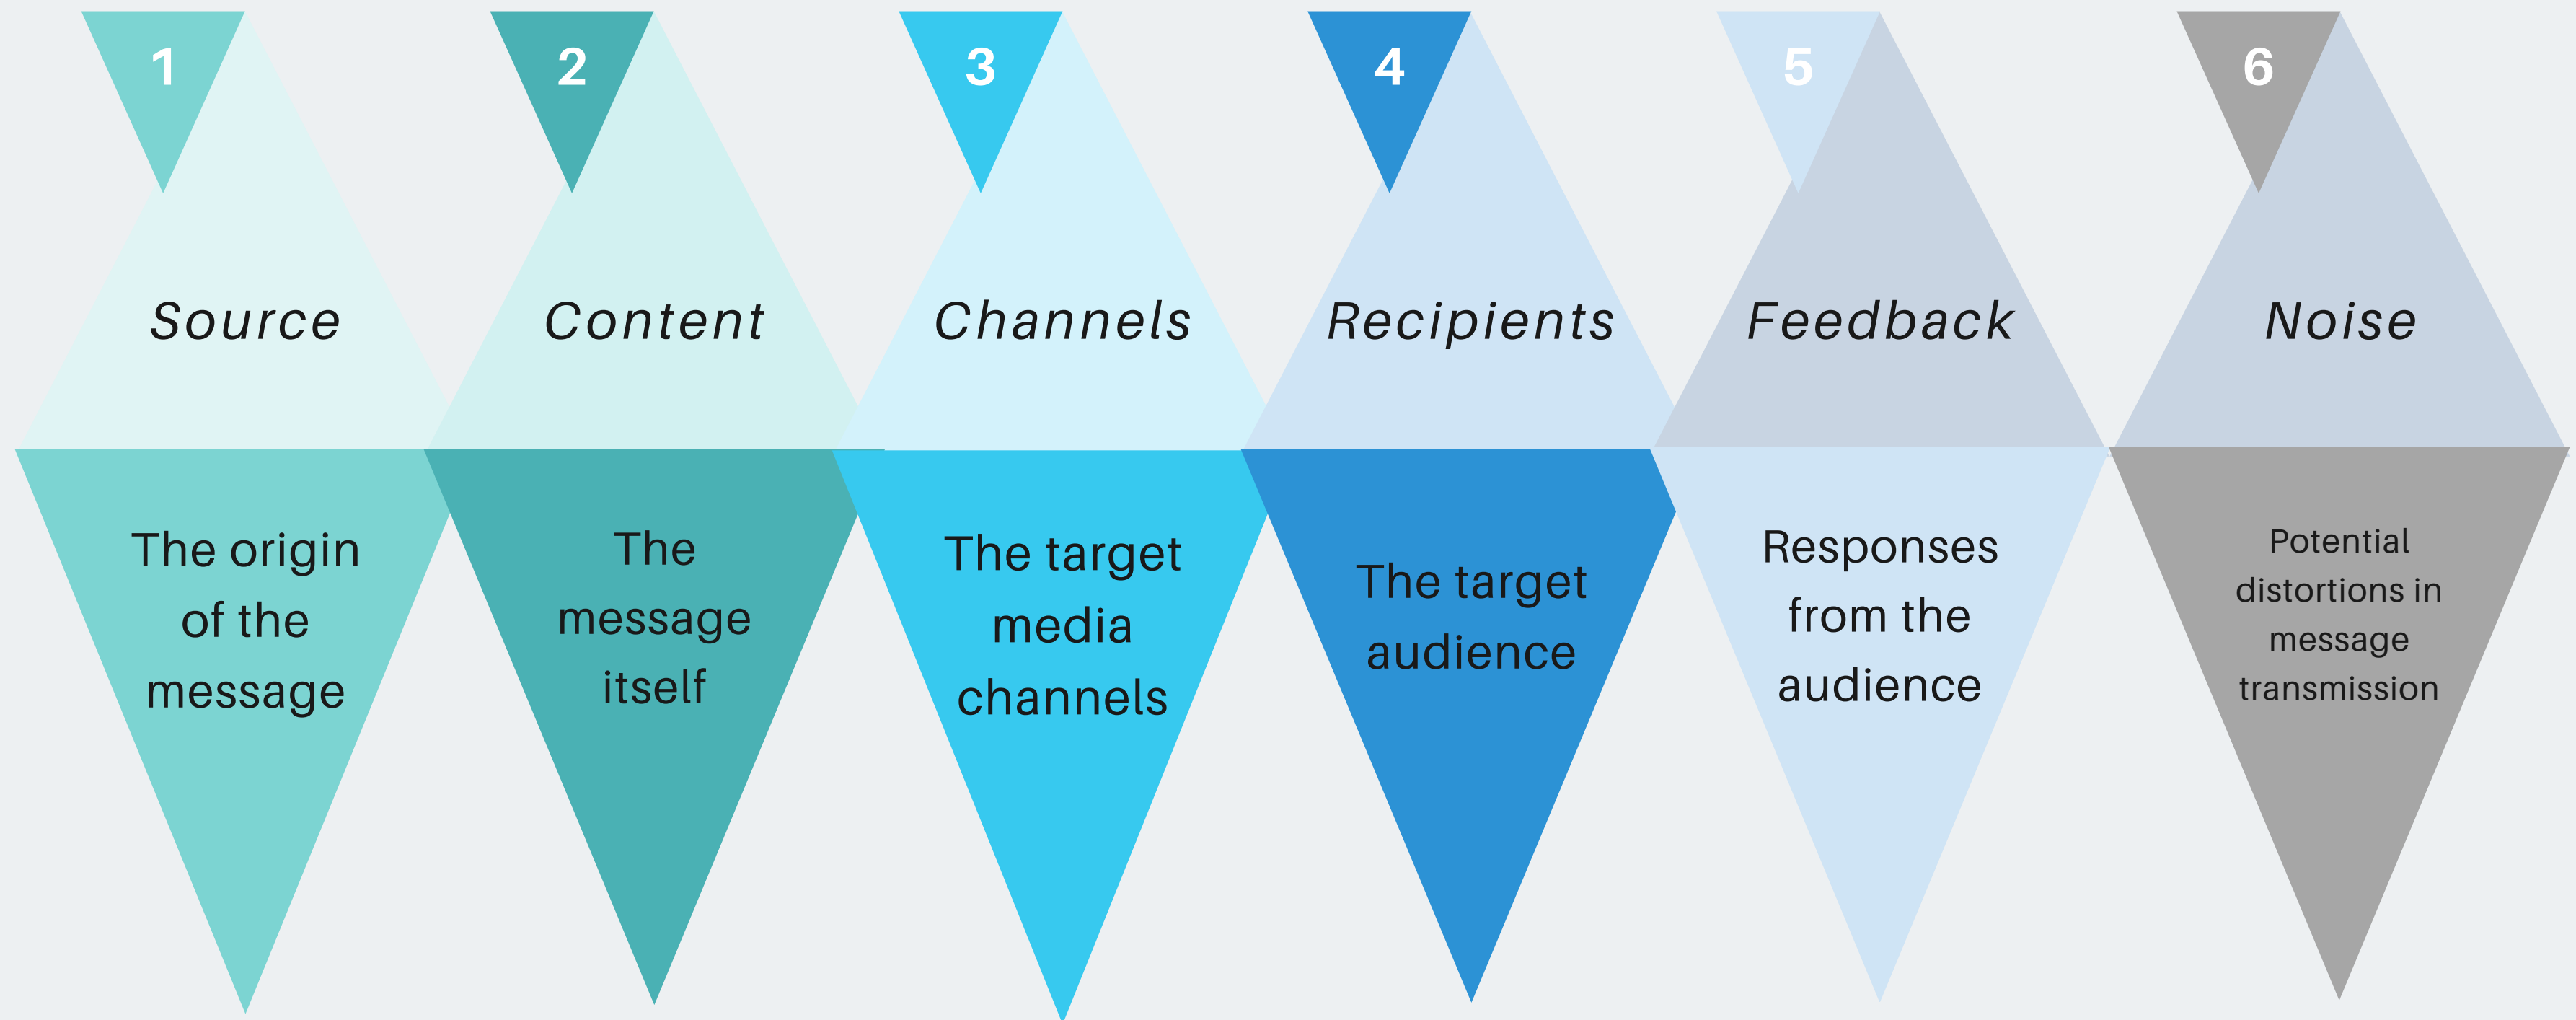 1
Source
The origin
of the
message
2
Content
The
message
itself
3
Channels
The target
media
channels
4
Recipients
The target
audience
5
Feedback
Responses
from the
audience
6
Noise
Potential
distortions in
message
transmission